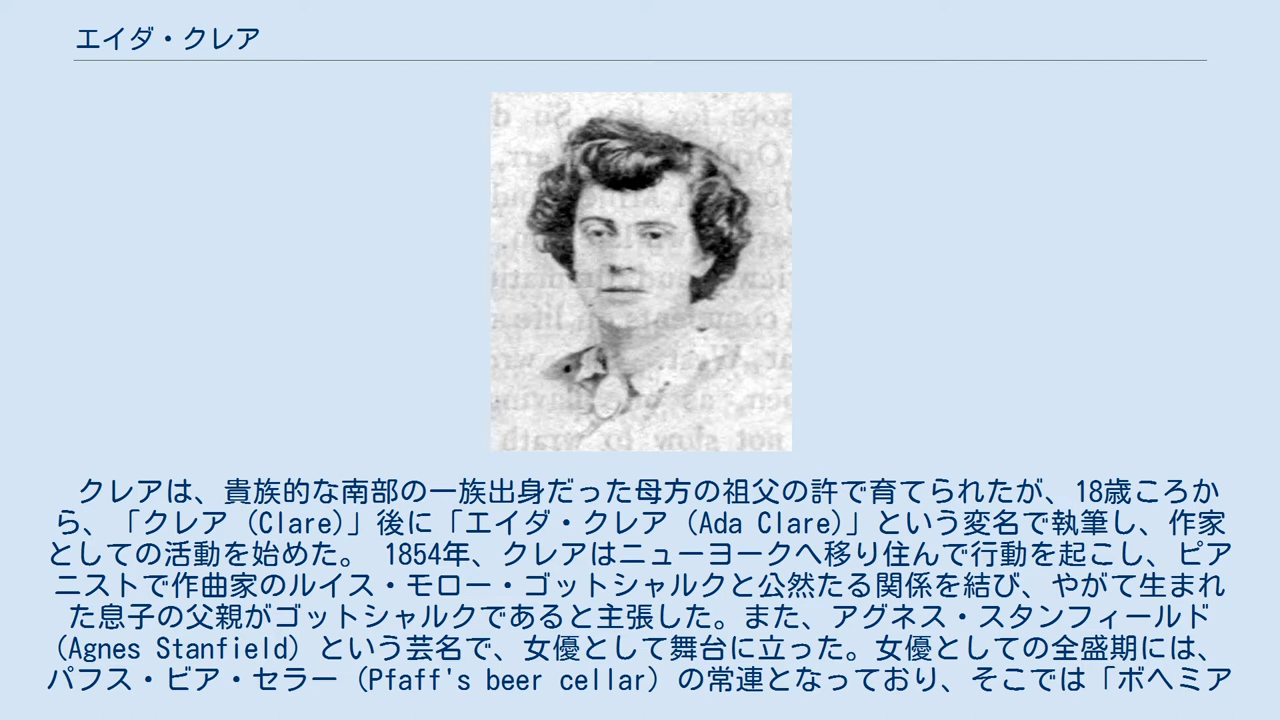 エイダ・クレア
クレアは、貴族的な南部の一族出身だった母方の祖父の許で育てられたが、18歳ころか
ら、「クレア（Clare）」後に「エイダ・クレア（Ada Clare）」という変名で執筆し、作家
としての活動を始めた。 1854年、クレアはニューヨークへ移り住んで行動を起こし、ピア
ニストで作曲家のルイス・モロー・ゴットシャルクと公然たる関係を結び、やがて生まれ
た息子の父親がゴットシャルクであると主張した。また、アグネス・スタンフィールド
（Agnes Stanfield）という芸名で、女優として舞台に立った。女優としての全盛期には、
パフス・ビア・セラー（Pfaff's beer cellar）の常連となっており、そこでは「ボヘミア